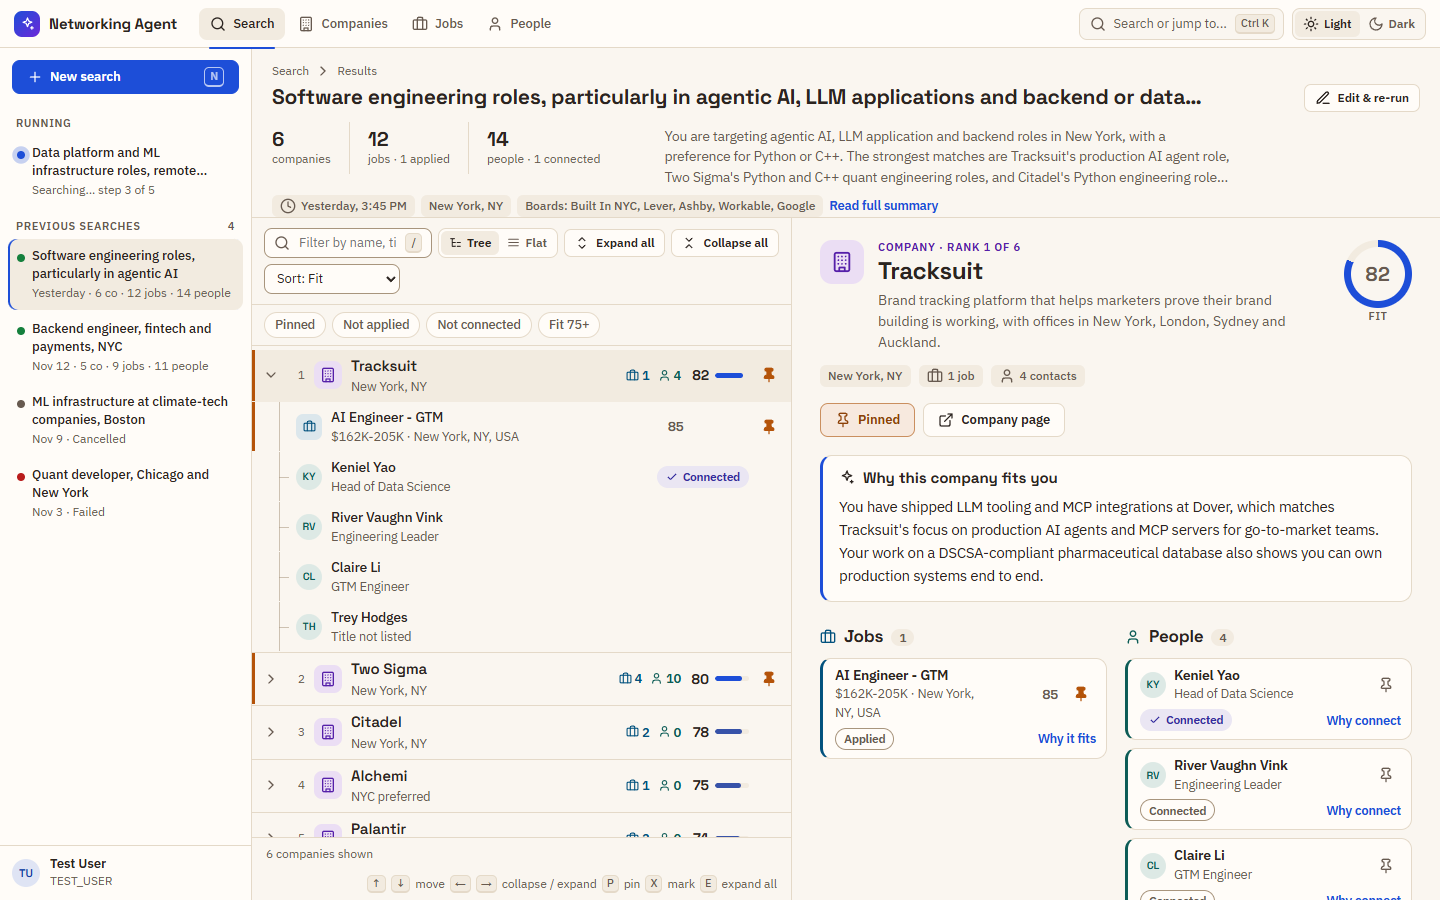 Networking Agent
Search
Companies
Jobs
People
Search or jump to...
Ctrl K
Light
Dark
New search
N
RUNNING
Data platform and ML
infrastructure roles, remote...
Searching... step 3 of 5
PREVIOUS SEARCHES
4
Software engineering roles,
particularly in agentic AI
Yesterday · 6 co · 12 jobs · 14 people
Backend engineer, fintech and
payments, NYC
Nov 12 · 5 co · 9 jobs · 11 people
ML infrastructure at climate-tech
companies, Boston
Nov 9 · Cancelled
Quant developer, Chicago and
New York
Nov 3 · Failed
TU
Test User
TEST_USER
Search
Results
Software engineering roles, particularly in agentic AI, LLM applications and backend or data...
Edit & re-run
6
companies
12
jobs · 1 applied
14
people · 1 connected
You are targeting agentic AI, LLM application and backend roles in New York, with a
preference for Python or C++. The strongest matches are Tracksuit's production AI agent role,
Two Sigma's Python and C++ quant engineering roles, and Citadel's Python engineering role...
Yesterday, 3:45 PM
New York, NY
Boards: Built In NYC, Lever, Ashby, Workable, Google
Read full summary
Filter by name, ti
/
Tree
Flat
Expand all
Collapse all
Sort: Fit
Pinned
Not applied
Not connected
Fit 75+
1
Tracksuit
New York, NY
1
4
82
AI Engineer - GTM
$162K-205K · New York, NY, USA
85
KY
Keniel Yao
Head of Data Science
Connected
RV
River Vaughn Vink
Engineering Leader
CL
Claire Li
GTM Engineer
TH
Trey Hodges
Title not listed
2
Two Sigma
New York, NY
4
10
80
3
Citadel
New York, NY
2
0
78
4
Alchemi
NYC preferred
1
0
75
Palantir
6 companies shown
↑ ↓ move ← → collapse / expand P pin X mark E expand all
COMPANY · RANK 1 OF 6
Tracksuit
Brand tracking platform that helps marketers prove their brand
building is working, with offices in New York, London, Sydney and
Auckland.
82
FIT
New York, NY
1 job
4 contacts
Pinned
Company page
Why this company fits you
You have shipped LLM tooling and MCP integrations at Dover, which matches
Tracksuit's focus on production AI agents and MCP servers for go-to-market teams.
Your work on a DSCSA-compliant pharmaceutical database also shows you can own
production systems end to end.
Jobs
1
AI Engineer - GTM
$162K-205K · New York,
NY, USA
85
Applied
Why it fits
People
4
KY
Keniel Yao
Head of Data Science
Connected
Why connect
RV
River Vaughn Vink
Engineering Leader
Connected
Why connect
CL
Claire Li
GTM Engineer